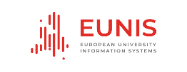 EUNIS
EUROPEAN UNIVERSITY
INFORMATION SYSTEMS